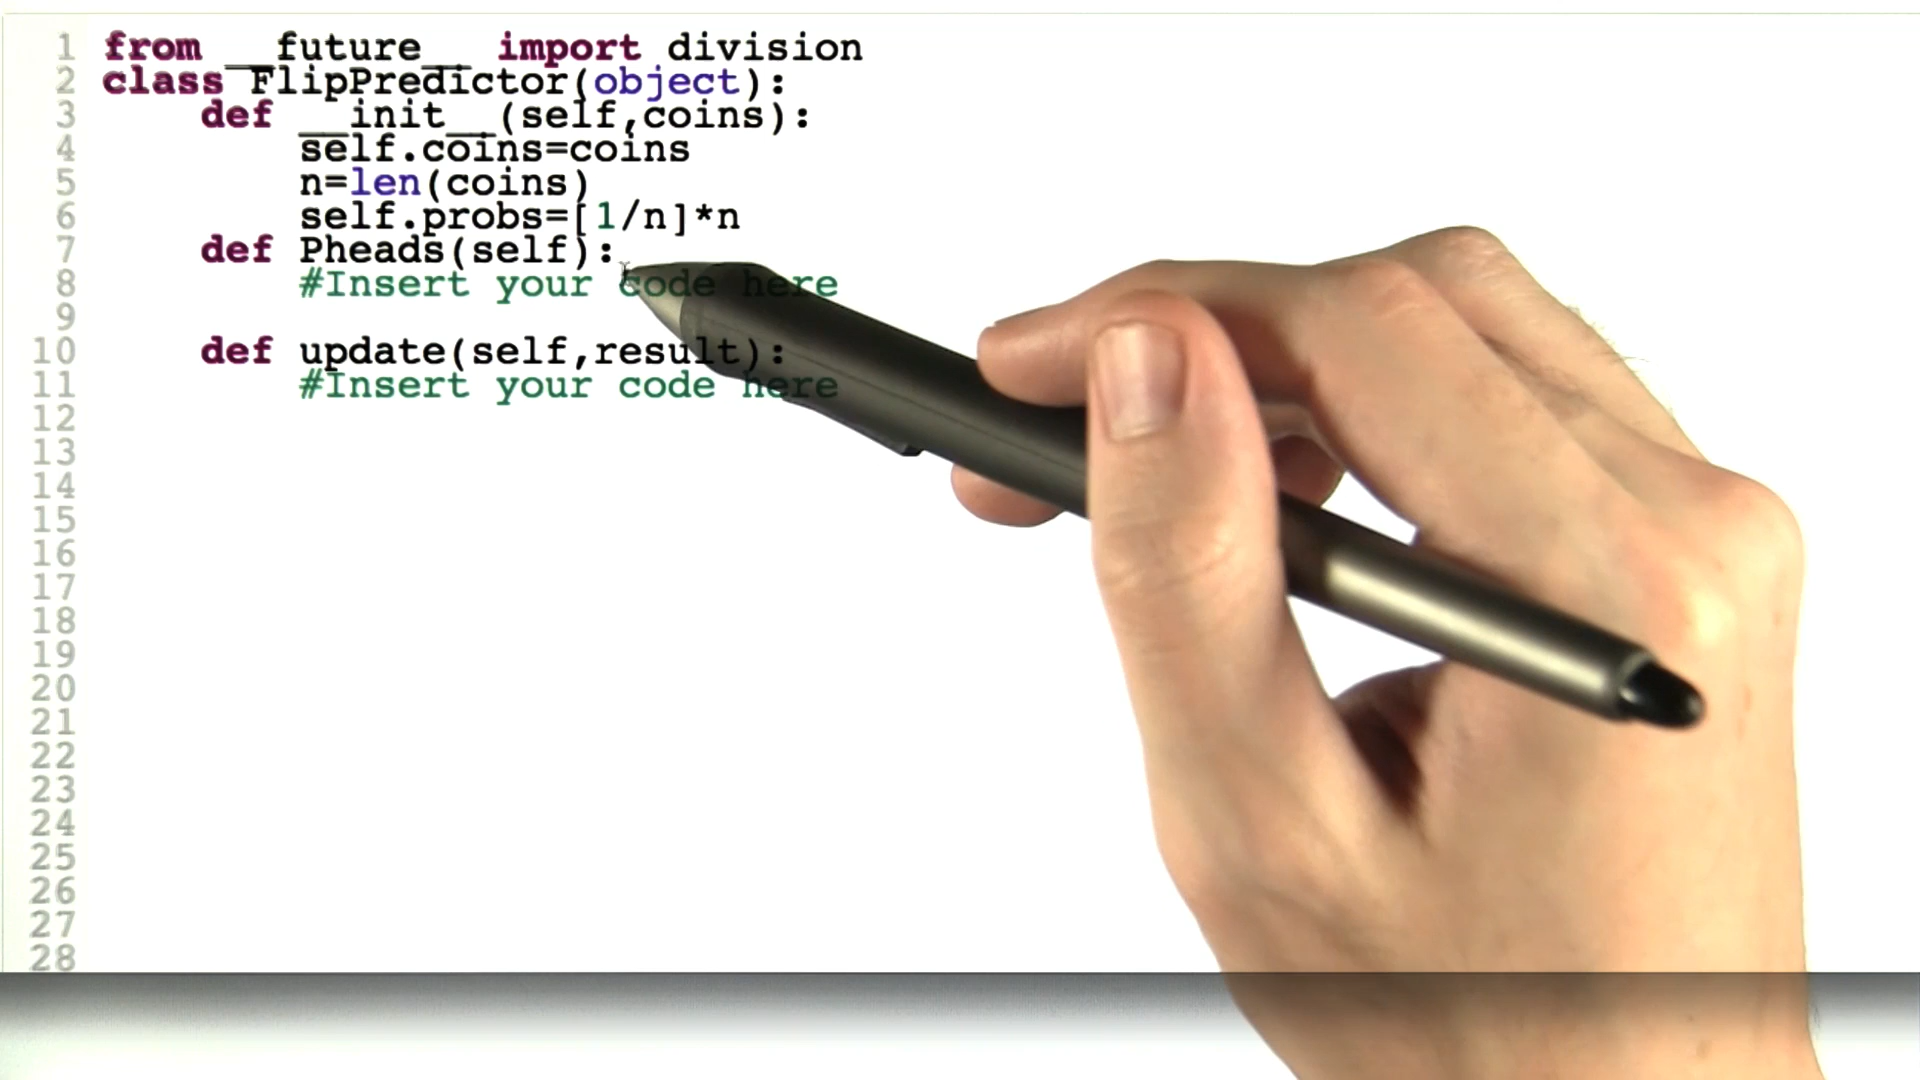 1 from __future__ import division
2 class FlipPredictor(object):
3 def __init__(self,coins):
4 self.coins=coins
5 n=len(coins)
6 self.probs=[1/n]*n
7 def Pheads(self):
8 #Insert your code here
9
10 def update(self,result):
11 #Insert your code here
12
13
14
15
16
17
18
19
20
21
22
23
24
25
26
27
28